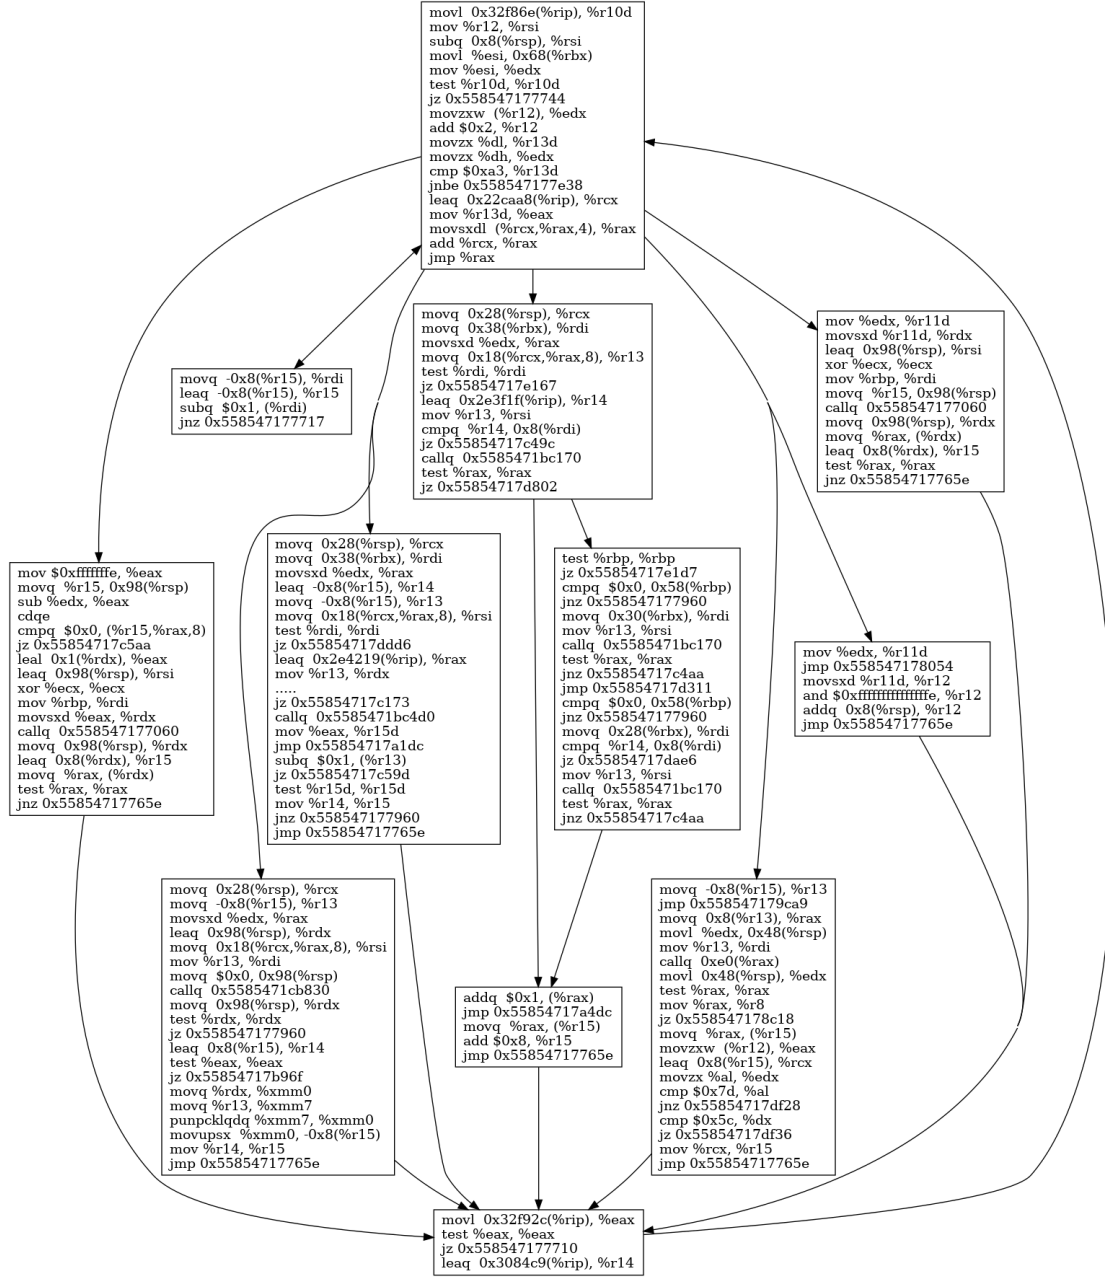 movl  0x32f86e(%rip), %r10d
mov %r12, %rsi
subq  0x8(%rsp), %rsi
movl  %esi, 0x68(%rbx)
mov %esi, %edx
test %r10d, %r10d
jz 0x558547177744
movzxw  (%r12), %edx
add $0x2, %r12
movzx %dl, %r13d
movzx %dh, %edx
cmp $0xa3, %r13d
jnbe 0x558547177e38
leaq  0x22caa8(%rip), %rcx
mov %r13d, %eax
movsxdl  (%rcx,%rax,4), %rax
add %rcx, %rax
jmp %rax
movq  0x28(%rsp), %rcx
movq  0x38(%rbx), %rdi
movsxd %edx, %rax
movq  0x18(%rcx,%rax,8), %r13
test %rdi, %rdi
jz 0x55854717e167
leaq  0x2e3f1f(%rip), %r14
mov %r13, %rsi
cmpq  %r14, 0x8(%rdi)
jz 0x55854717c49c
callq  0x5585471bc170
test %rax, %rax
jz 0x55854717d802
mov %edx, %r11d
movsxd %r11d, %rdx
leaq  0x98(%rsp), %rsi
xor %ecx, %ecx
mov %rbp, %rdi
movq  %r15, 0x98(%rsp)
callq  0x558547177060
movq  0x98(%rsp), %rdx
movq  %rax, (%rdx)
leaq  0x8(%rdx), %r15
test %rax, %rax
jnz 0x55854717765e
movq  -0x8(%r15), %rdi
leaq  -0x8(%r15), %r15
subq  $0x1, (%rdi)
jnz 0x558547177717
mov $0xfffffffe, %eax
movq  %r15, 0x98(%rsp)
sub %edx, %eax
cdqe
cmpq  $0x0, (%r15,%rax,8)
jz 0x55854717c5aa
leal  0x1(%rdx), %eax
leaq  0x98(%rsp), %rsi
xor %ecx, %ecx
mov %rbp, %rdi
movsxd %eax, %rdx
callq  0x558547177060
movq  0x98(%rsp), %rdx
leaq  0x8(%rdx), %r15
movq  %rax, (%rdx)
test %rax, %rax
jnz 0x55854717765e
movq  0x28(%rsp), %rcx
movq  0x38(%rbx), %rdi
movsxd %edx, %rax
leaq  -0x8(%r15), %r14
movq  -0x8(%r15), %r13
movq  0x18(%rcx,%rax,8), %rsi
test %rdi, %rdi
jz 0x55854717ddd6
leaq  0x2e4219(%rip), %rax
mov %r13, %rdx
.....
jz 0x55854717c173
callq  0x5585471bc4d0
mov %eax, %r15d
jmp 0x55854717a1dc
subq  $0x1, (%r13)
jz 0x55854717c59d
test %r15d, %r15d
mov %r14, %r15
jnz 0x558547177960
jmp 0x55854717765e
test %rbp, %rbp
jz 0x55854717e1d7
cmpq  $0x0, 0x58(%rbp)
jnz 0x558547177960
movq  0x30(%rbx), %rdi
mov %r13, %rsi
callq  0x5585471bc170
test %rax, %rax
jnz 0x55854717c4aa
jmp 0x55854717d311
cmpq  $0x0, 0x58(%rbp)
jnz 0x558547177960
movq  0x28(%rbx), %rdi
cmpq  %r14, 0x8(%rdi)
jz 0x55854717dae6
mov %r13, %rsi
callq  0x5585471bc170
test %rax, %rax
jnz 0x55854717c4aa
mov %edx, %r11d
jmp 0x558547178054
movsxd %r11d, %r12
and $0xfffffffffffffffe, %r12
addq  0x8(%rsp), %r12
jmp 0x55854717765e
movq  0x28(%rsp), %rcx
movq  -0x8(%r15), %r13
movsxd %edx, %rax
leaq  0x98(%rsp), %rdx
movq  0x18(%rcx,%rax,8), %rsi
mov %r13, %rdi
movq  $0x0, 0x98(%rsp)
callq  0x5585471cb830
movq  0x98(%rsp), %rdx
test %rdx, %rdx
jz 0x558547177960
leaq  0x8(%r15), %r14
test %eax, %eax
jz 0x55854717b96f
movq %rdx, %xmm0
movq %r13, %xmm7
punpcklqdq %xmm7, %xmm0
movupsx  %xmm0, -0x8(%r15)
mov %r14, %r15
jmp 0x55854717765e
addq  $0x1, (%rax)
jmp 0x55854717a4dc
movq  %rax, (%r15)
add $0x8, %r15
jmp 0x55854717765e
movq  -0x8(%r15), %r13
jmp 0x558547179ca9
movq  0x8(%r13), %rax
movl  %edx, 0x48(%rsp)
mov %r13, %rdi
callq  0xe0(%rax)
movl  0x48(%rsp), %edx
test %rax, %rax
mov %rax, %r8
jz 0x558547178c18
movq  %rax, (%r15)
movzxw  (%r12), %eax
leaq  0x8(%r15), %rcx
movzx %al, %edx
cmp $0x7d, %al
jnz 0x55854717df28
cmp $0x5c, %dx
jz 0x55854717df36
mov %rcx, %r15
jmp 0x55854717765e
movl  0x32f92c(%rip), %eax
test %eax, %eax
jz 0x558547177710
leaq  0x3084c9(%rip), %r14